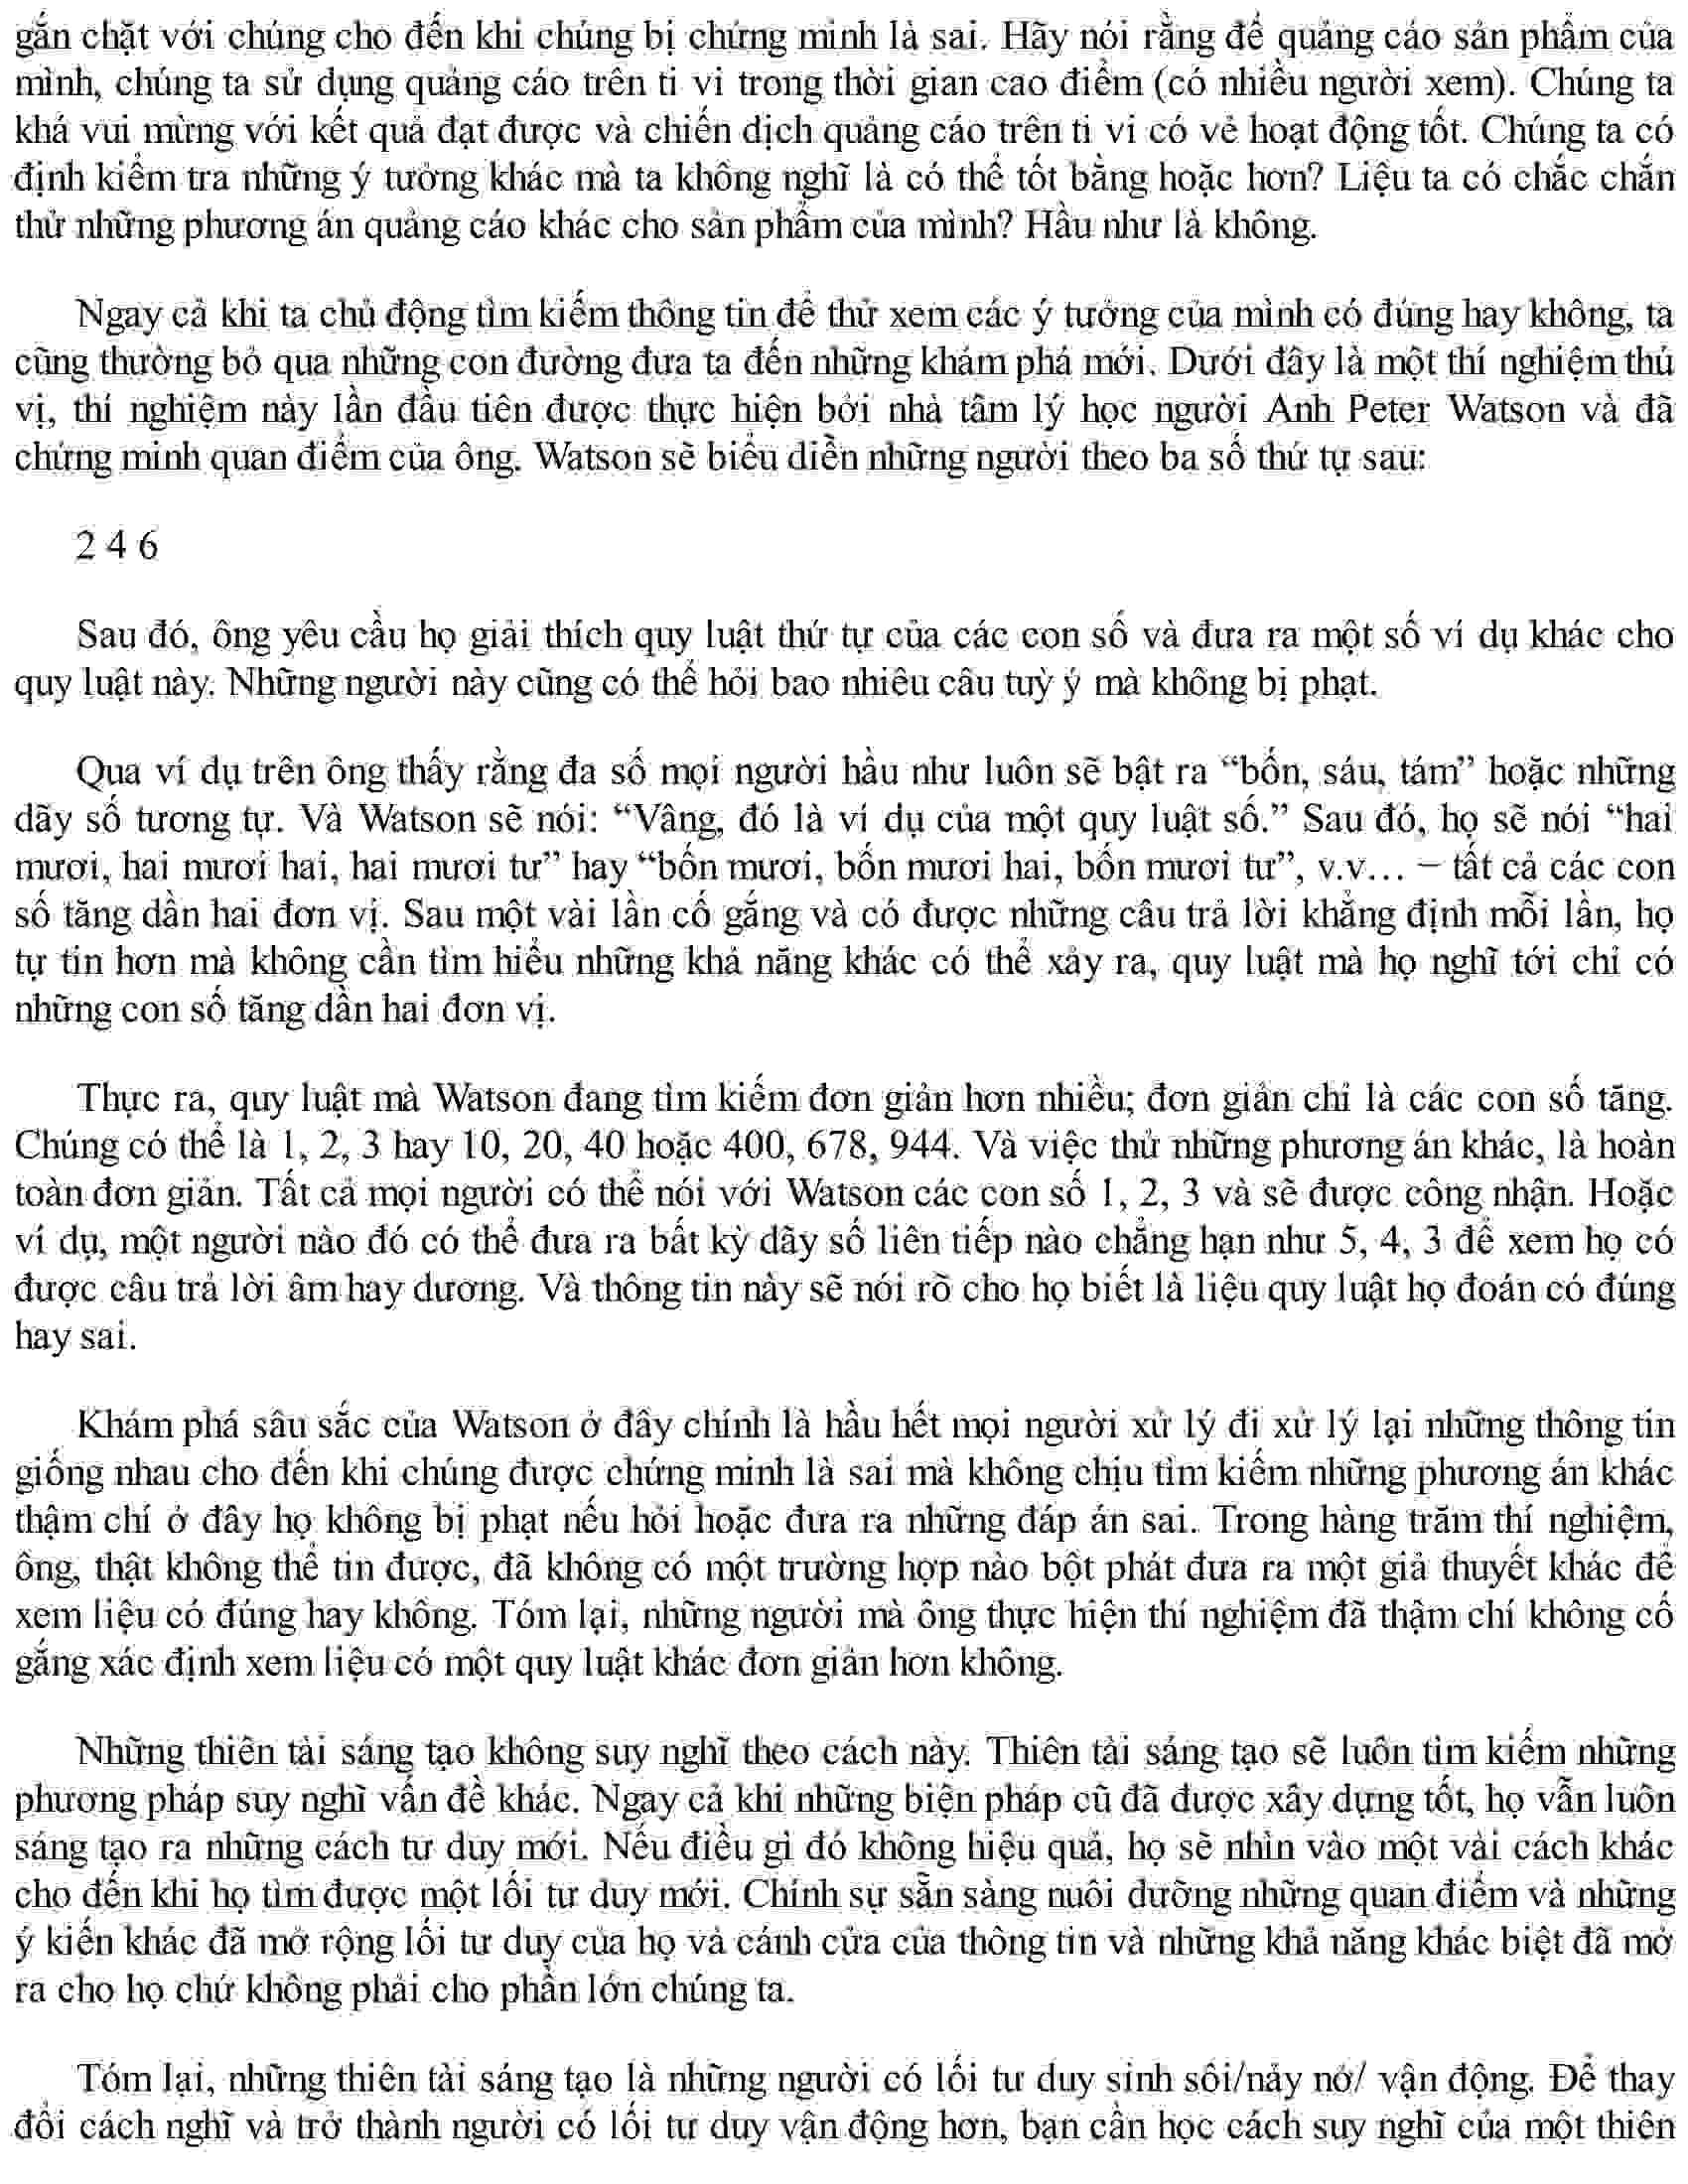 gắn chặt với chúng cho đến khi chúng bị chứng minh là sai. Hãy nói rằng để quảng cáo sản phẩm của
mình, chúng ta sử dụng quảng cáo trên ti vi trong thời gian cao điểm (có nhiều người xem). Chúng ta
khá vui mừng với kết quả đạt được và chiến dịch quảng cáo trên ti vi có vẻ hoạt động tốt. Chúng ta có
định kiểm tra những ý tưởng khác mà ta không nghĩ là có thể tốt bằng hoặc hơn? Liệu ta có chắc chắn
thử những phương án quảng cáo khác cho sản phẩm của mình? Hầu như là không.
Ngay cả khi ta chủ động tìm kiếm thông tin để thử xem các ý tưởng của mình có đúng hay không, ta
cũng thường bỏ qua những con đường đưa ta đến những khám phá mới. Dưới đây là một thí nghiệm thú
vị, thí nghiệm này lần đầu tiên được thực hiện bởi nhà tâm lý học người Anh Peter Watson và đã
chứng minh quan điểm của ông. Watson sẽ biểu diễn những người theo ba số thứ tự sau:
2 4 6
Sau đó, ông yêu cầu họ giải thích quy luật thứ tự của các con số và đưa ra một số ví dụ khác cho
quy luật này. Những người này cũng có thể hỏi bao nhiêu câu tuỳ ý mà không bị phạt.
Qua ví dụ trên ông thấy rằng đa số mọi người hầu như luôn sẽ bật ra “bốn, sáu, tám” hoặc những
dãy số tương tự. Và Watson sẽ nói: “Vâng, đó là ví dụ của một quy luật số.” Sau đó, họ sẽ nói “hai
mươi, hai mươi hai, hai mươi tư” hay “bốn mươi, bốn mươi hai, bốn mươi tư”, v.v… – tất cả các con
số tăng dần hai đơn vị. Sau một vài lần cố gắng và có được những câu trả lời khẳng định mỗi lần, họ
tự tin hơn mà không cần tìm hiểu những khả năng khác có thể xảy ra, quy luật mà họ nghĩ tới chỉ có
những con số tăng dần hai đơn vị.
Thực ra, quy luật mà Watson đang tìm kiếm đơn giản hơn nhiều; đơn giản chỉ là các con số tăng.
Chúng có thể là 1, 2, 3 hay 10, 20, 40 hoặc 400, 678, 944. Và việc thử những phương án khác, là hoàn
toàn đơn giản. Tất cả mọi người có thể nói với Watson các con số 1, 2, 3 và sẽ được công nhận. Hoặc
ví dụ, một người nào đó có thể đưa ra bất kỳ dãy số liên tiếp nào chẳng hạn như 5, 4, 3 để xem họ có
được câu trả lời âm hay dương. Và thông tin này sẽ nói rõ cho họ biết là liệu quy luật họ đoán có đúng
hay sai.
Khám phá sâu sắc của Watson ở đây chính là hầu hết mọi người xử lý đi xử lý lại những thông tin
giống nhau cho đến khi chúng được chứng minh là sai mà không chịu tìm kiếm những phương án khác
thậm chí ở đây họ không bị phạt nếu hỏi hoặc đưa ra những đáp án sai. Trong hàng trăm thí nghiệm,
ông, thật không thể tin được, đã không có một trường hợp nào bột phát đưa ra một giả thuyết khác để
xem liệu có đúng hay không. Tóm lại, những người mà ông thực hiện thí nghiệm đã thậm chí không cố
gắng xác định xem liệu có một quy luật khác đơn giản hơn không.
Những thiên tài sáng tạo không suy nghĩ theo cách này. Thiên tài sáng tạo sẽ luôn tìm kiếm những
phương pháp suy nghĩ vấn đề khác. Ngay cả khi những biện pháp cũ đã được xây dựng tốt, họ vẫn luôn
sáng tạo ra những cách tư duy mới. Nếu điều gì đó không hiệu quả, họ sẽ nhìn vào một vài cách khác
cho đến khi họ tìm được một lối tư duy mới. Chính sự sẵn sàng nuôi dưỡng những quan điểm và những
ý kiến khác đã mở rộng lối tư duy của họ và cánh cửa của thông tin và những khả năng khác biệt đã mở
ra cho họ chứ không phải cho phần lớn chúng ta.
Tóm lại, những thiên tài sáng tạo là những người có lối tư duy sinh sôi/nảy nở/ vận động. Để thay
đổi cách nghĩ và trở thành người có lối tư duy vận động hơn, bạn cần học cách suy nghĩ của một thiên